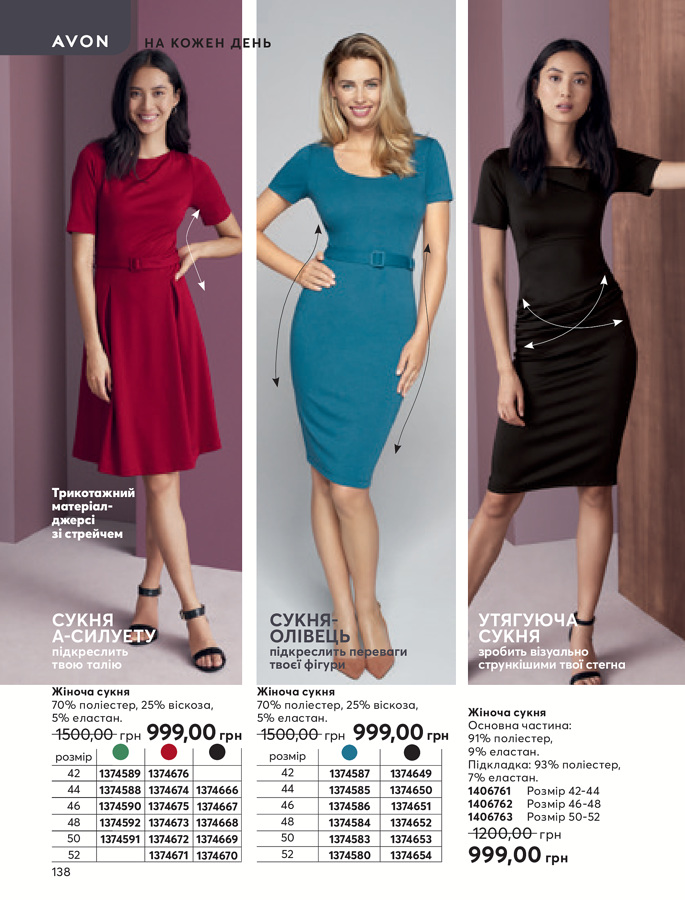 AVON
НА КОЖЕН ДЕНЬ
Трикотажний
матеріал-
джерсі
зі стрейчем
СУКНЯ
А-СИЛУЕТУ
підкреслить
твою талію
СУКНЯ-
ОЛІВЕЦЬ
підкреслить переваги
твоєї фігури
УТЯГУЮЧА
СУКНЯ
зробить візуально
стрункішими твої стегна
Жіноча сукня
70% поліестер, 25% віскоза,
5% еластан.
1500,00 грн 999,00 грн
розмір
42 1374589 1374676
44 1374588 1374674 1374666
46 1374590 1374675 1374667
48 1374592 1374673 1374668
50 1374591 1374672 1374669
52 1374671 1374670
Жіноча сукня
70% поліестер, 25% віскоза,
5% еластан.
1500,00 грн 999,00 грн
розмір
42 1374587 1374649
44 1374585 1374650
46 1374586 1374651
48 1374584 1374652
50 1374583 1374653
52 1374580 1374654
Жіноча сукня
Основна частина:
91% поліестер,
9% еластан.
Підкладка: 93% поліестер,
7% еластан.
1406761 Розмір 42-44
1406762 Розмір 46-48
1406763 Розмір 50-52
1200,00 грн
999,00 грн
138